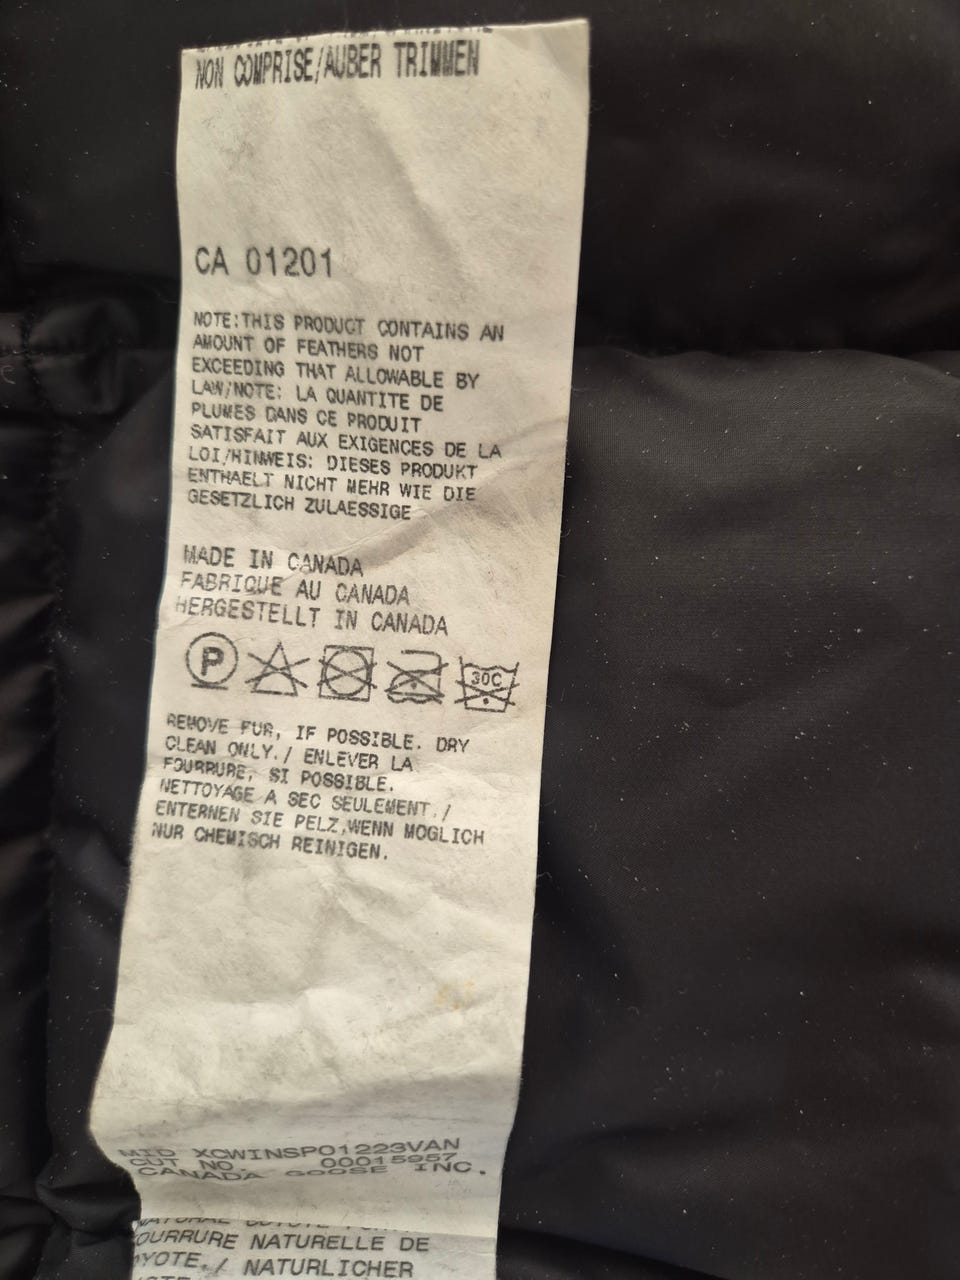 NON COMPRISE/AUBER TRIMMEN
CA 01201
NOTE:THIS PRODUCT CONTAINS AN
AMOUNT OF FEATHERS NOT
EXCEEDING THAT ALLOWABLE BY
LAW/NOTE: LA QUANTITE DE
PLUMES DANS CE PRODUIT
SATISFAIT AUX EXIGENCES DE LA
LOI/HINWEIS: DIESES PRODUKT
ENTHAELT NICHT MEHR WIE DIE
GESETZLICH ZULAESSIGE
MADE IN CANADA
FABRIQUE AU CANADA
HERGESTELLT IN CANADA
P
30C
REMOVE FUR, IF POSSIBLE. DRY
CLEAN ONLY./ ENLEVER LA
FOURRURE, SI POSSIBLE.
NETTOYAGE A SEC SEULEMENT./
ENTERNEN SIE PELZ,WENN MOGLICH
NUR CHEMISCH REINIGEN.
MID XCWINSP01223VAN
CUT NO. 00015957
CANADA GOOSE INC.
NATURAL COYOTE
OURRURE NATURELLE DE
OYOTE./ NATURLICHER